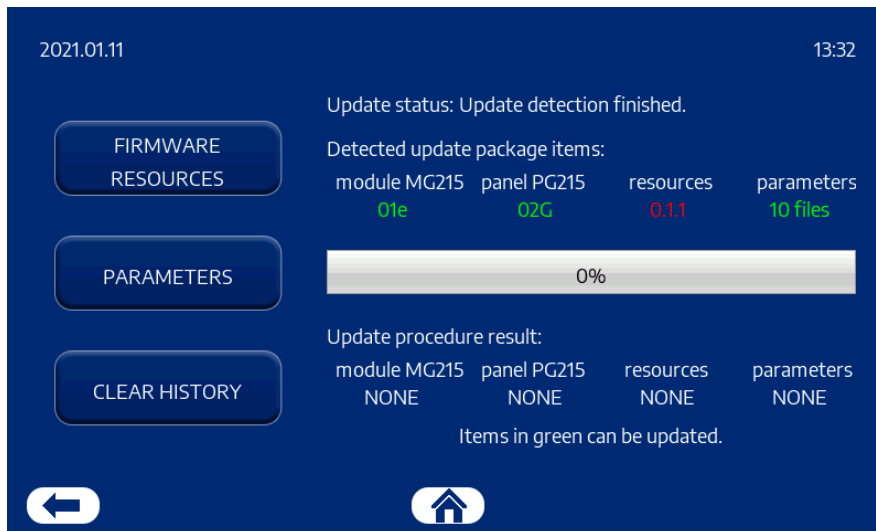 2021.01.11 13:32
FIRMWARE
RESOURCES
PARAMETERS
CLEAR HISTORY
Update status: Update detection finished.
Detected update package items:
module MG215 panel PG215 resources parameters
01e 02G 0.1.1 10 files
0%
Update procedure result:
module MG215 panel PG215 resources parameters
NONE NONE NONE NONE
Items in green can be updated.